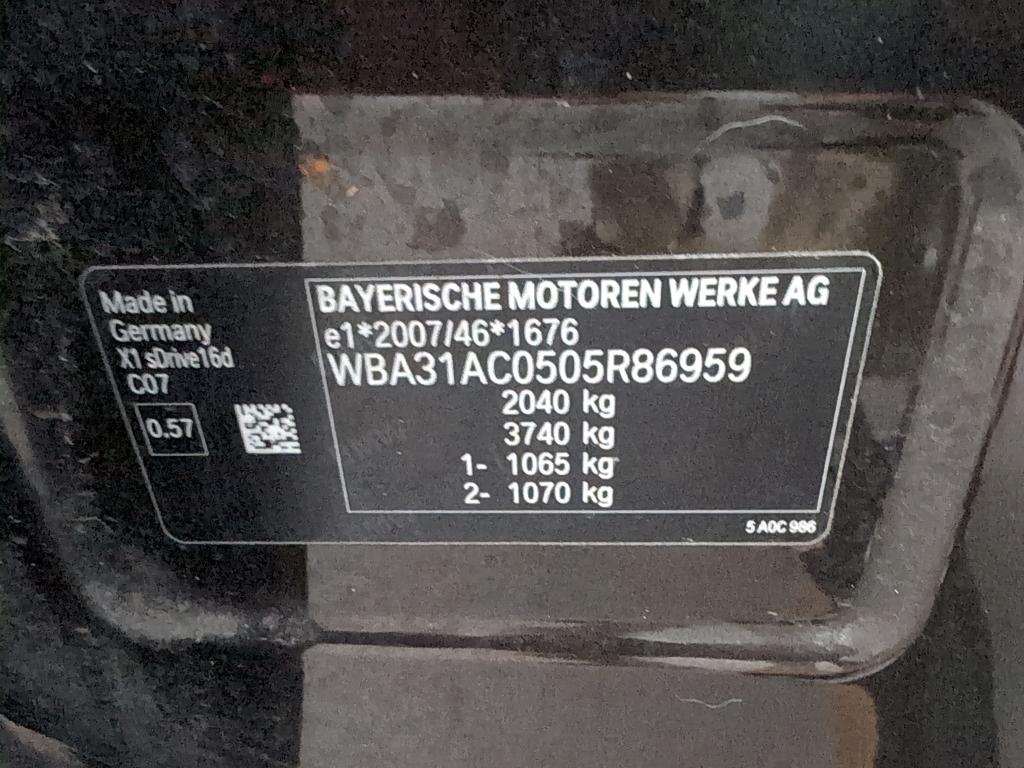 Made in
Germany
X1 sDrive16d
C07
0.57
BAYERISCHE MOTOREN WERKE AG
e1*2007/46*1676
WBA31AC0505R86959
2040 kg
3740 kg
1- 1065 kg
2- 1070 kg
5 A0C 986